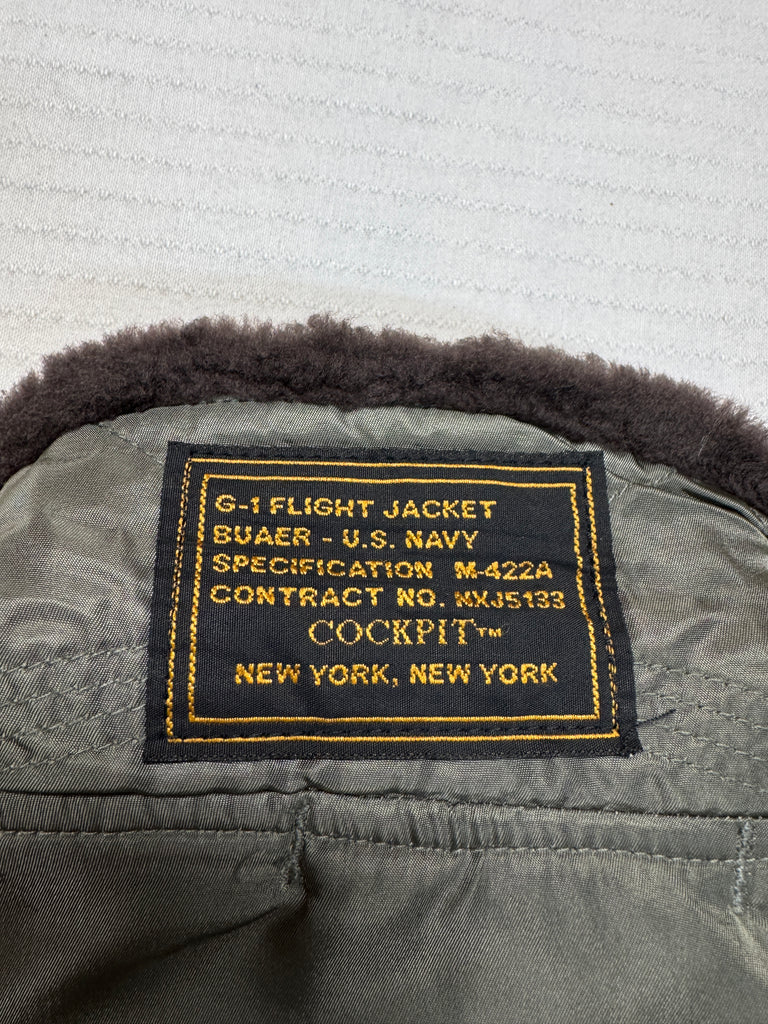 G-1 FLIGHT JACKET
BUAER - U.S. NAVY
SPECIFICATION M-422A
CONTRACT NO. NXJ5133
COCKPIT™
NEW YORK, NEW YORK